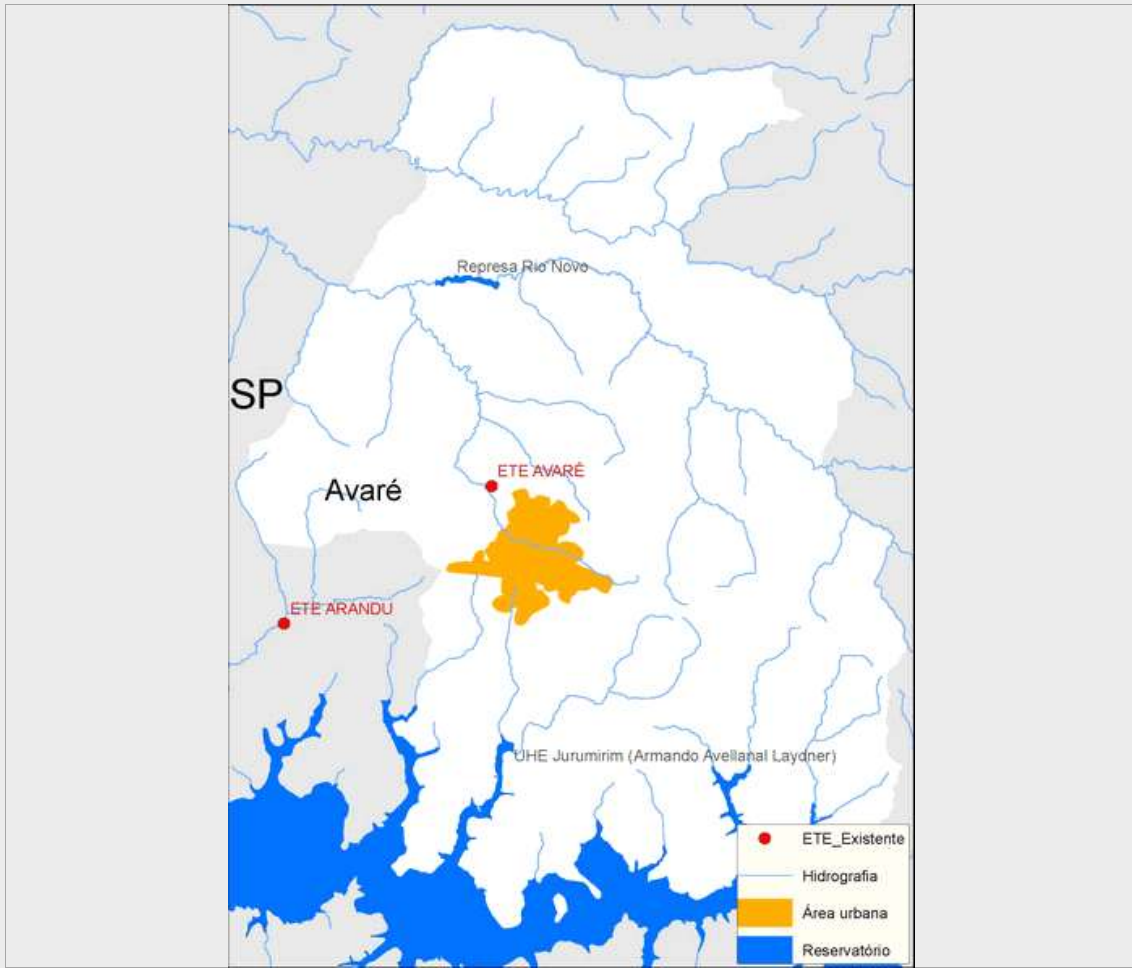 Represa Rio Novo
SP
ETE AVARÉ
Avaré
ETE ARANDU
UHE Jurumirim (Armando Avellanal Laydner)
ETE_Existente
Hidrografia
Área urbana
Reservatório